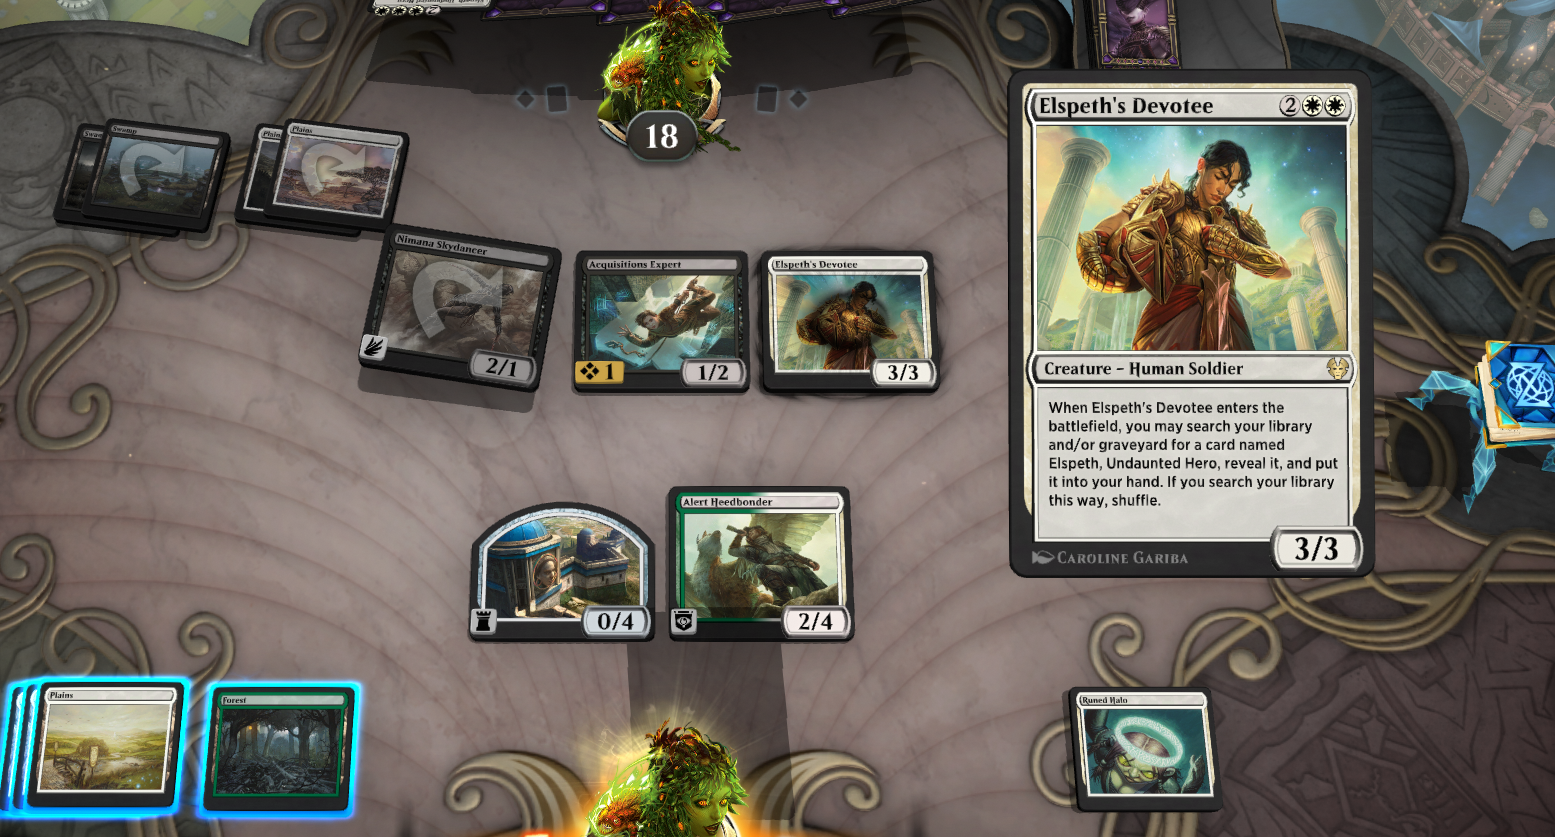 18
Elspeth's Devotee
2
Swamp
Plains
Nimana Skydancer
Acquisitions Expert
Elspeth's Devotee
2/1
1
1/2
3/3
Creature – Human Soldier
When Elspeth's Devotee enters the
battlefield, you may search your library
and/or graveyard for a card named
Elspeth, Undaunted Hero, reveal it, and put
it into your hand. If you search your library
this way, shuffle.
3/3
CAROLINE GARIBA
Alert Heedbonder
0/4
2/4
Plains
Forest
Runed Halo